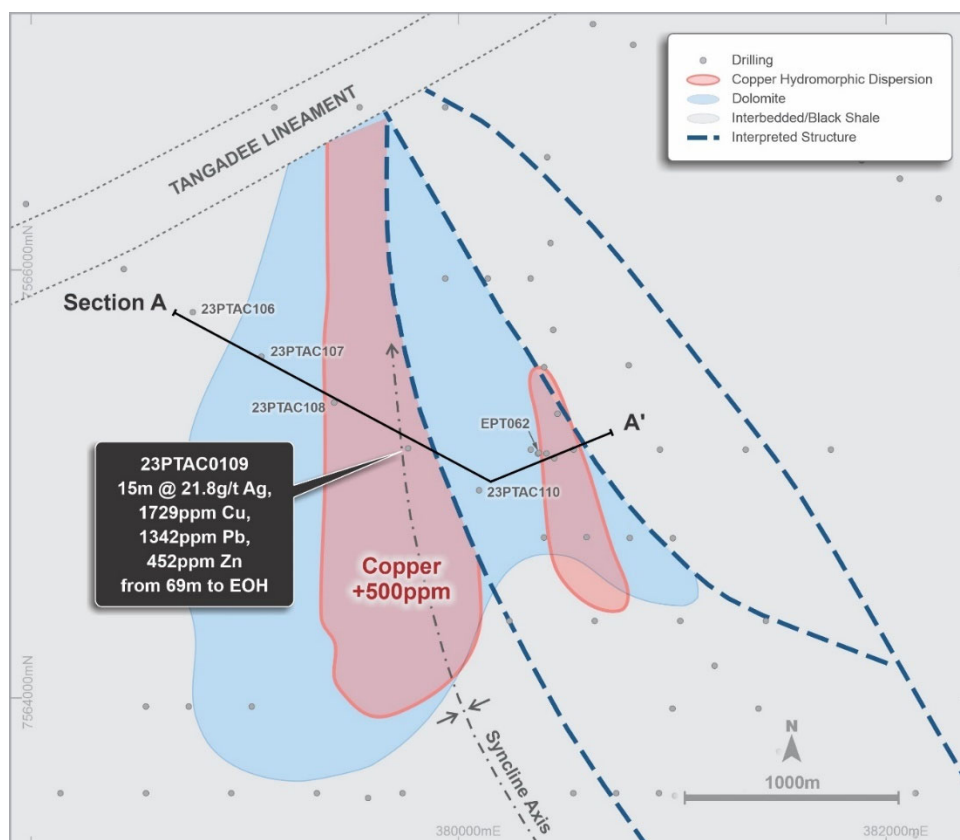 Drilling
Copper Hydromorphic Dispersion
Dolomite
Interbedded/Black Shale
Interpreted Structure
TANGADEE LINEAMENT
7566000mN
Section A
23PTAC106
23PTAC107
23PTAC108
EPT062
A'
23PTAC110
23PTAC0109
15m @ 21.8g/t Ag,
1729ppm Cu,
1342ppm Pb,
452ppm Zn
from 69m to EOH
Copper
+500ppm
7564000mN
Syncline Axis
N
1000m
380000mE
382000mE